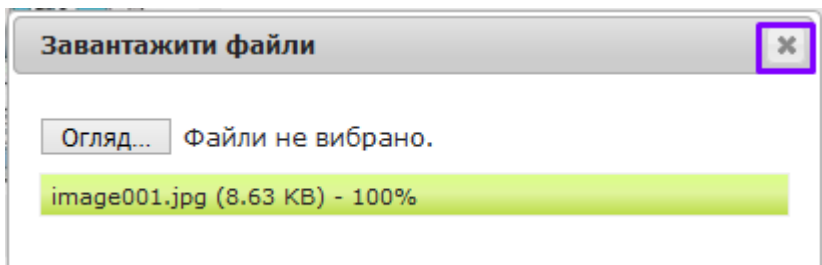 Завантажити файли
Огляд... Файли не вибрано.
image001.jpg (8.63 KB) - 100%